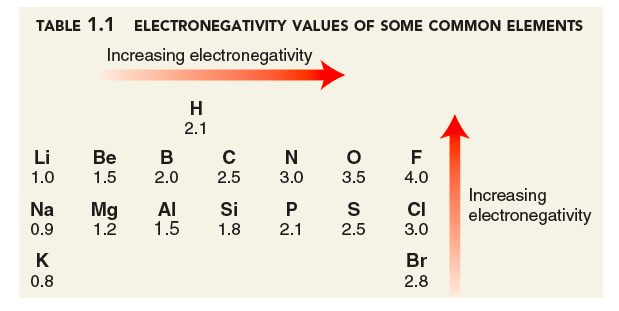 TABLE 1.1 ELECTRONEGATIVITY VALUES OF SOME COMMON ELEMENTS
Increasing electronegativity
H
2.1
Li Be B C N O F
1.0 1.5 2.0 2.5 3.0 3.5 4.0
Na Mg Al Si P S Cl
0.9 1.2 1.5 1.8 2.1 2.5 3.0
K Br
0.8 2.8
Increasing
electronegativity